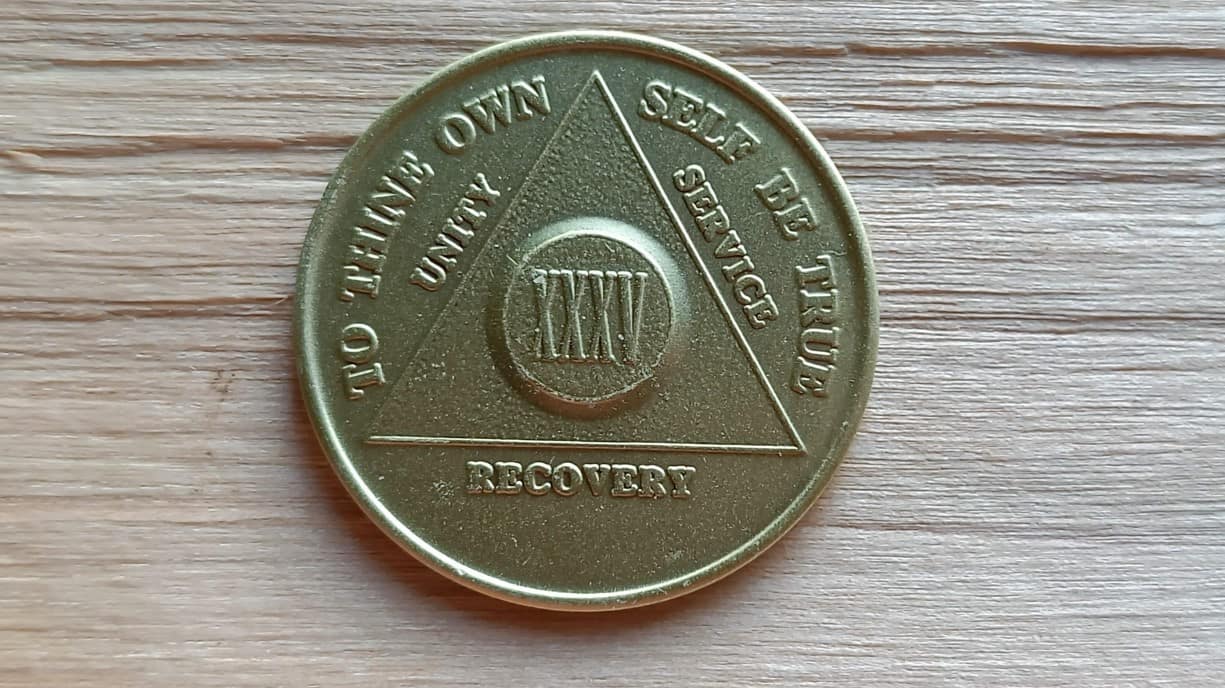 TO THINE OWN SELF BE TRUE
UNITY
SERVICE
XXXV
RECOVERY